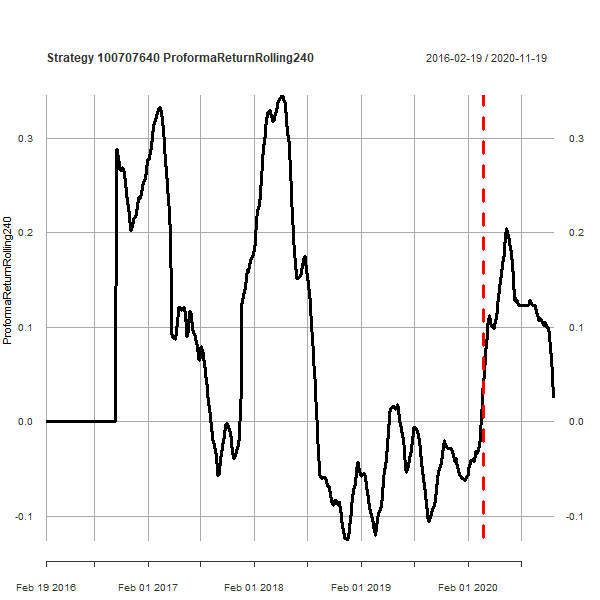 Strategy 100707640 ProformaReturnRolling240
2016-02-19 / 2020-11-19
ProformaReturnRolling240
0.3
0.3
0.2
0.2
0.1
0.1
0.0
0.0
-0.1
-0.1
Feb 19 2016
Feb 01 2017
Feb 01 2018
Feb 01 2019
Feb 01 2020